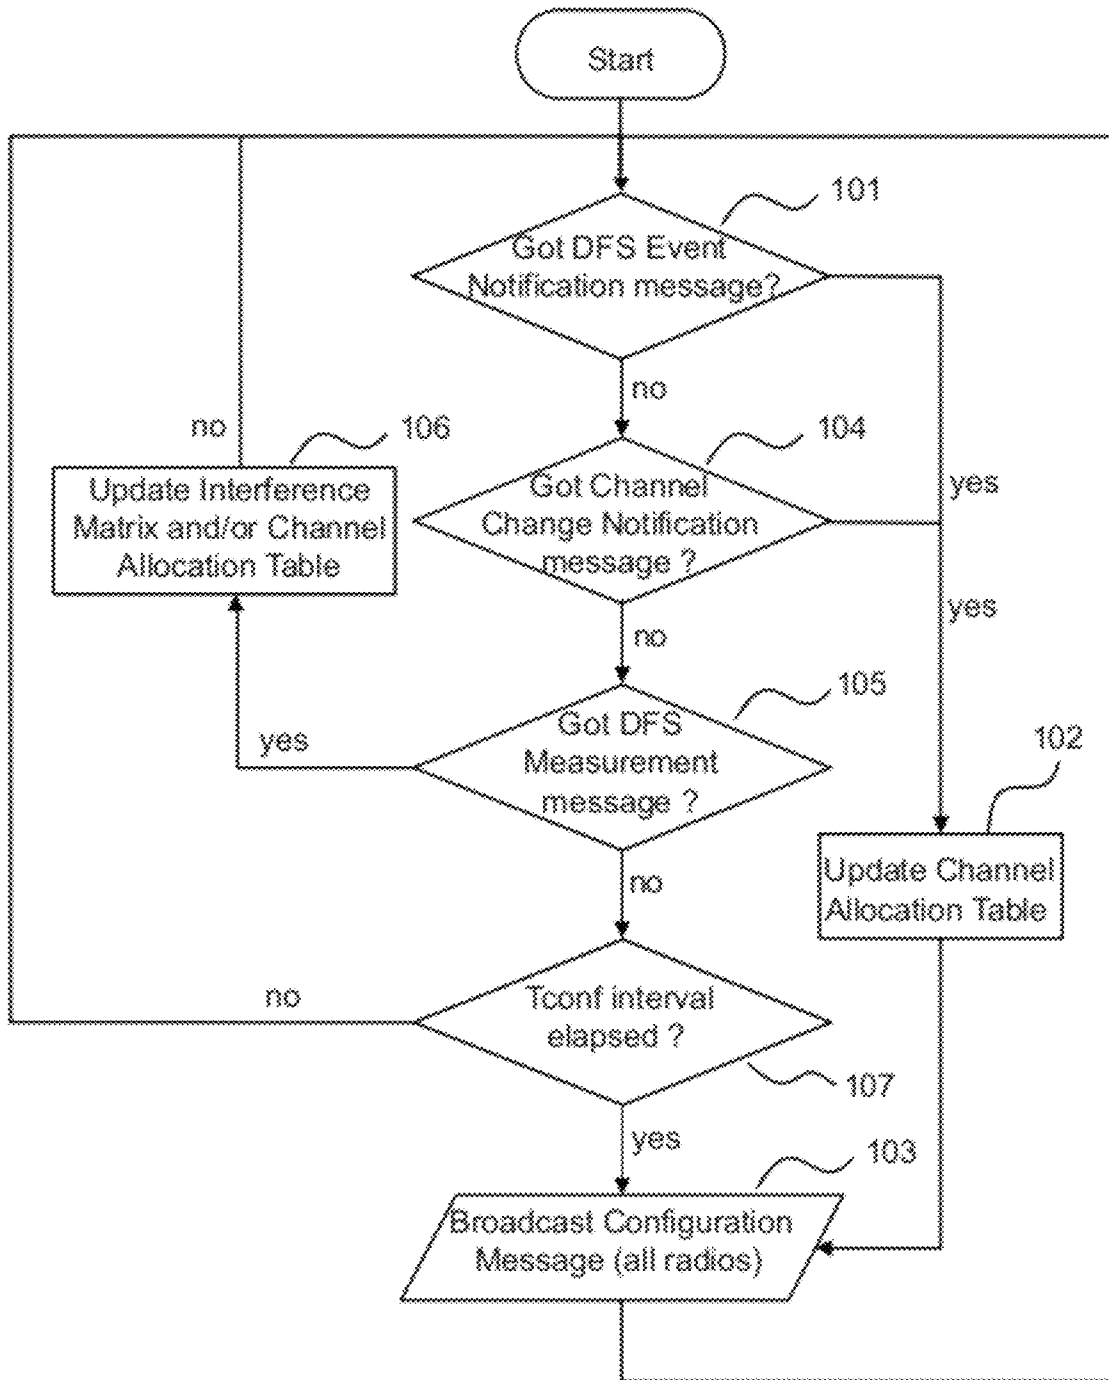 Start
101
Got DFS Event
Notification message?
no
yes
104
Got Channel
Change Notification
message ?
yes
no
106
no
Update Interference
Matrix and/or Channel
Allocation Table
105
Got DFS
Measurement
message ?
yes
no
102
Update Channel
Allocation Table
Tconf interval
elapsed ?
no
107
yes
103
Broadcast Configuration
Message (all radios)